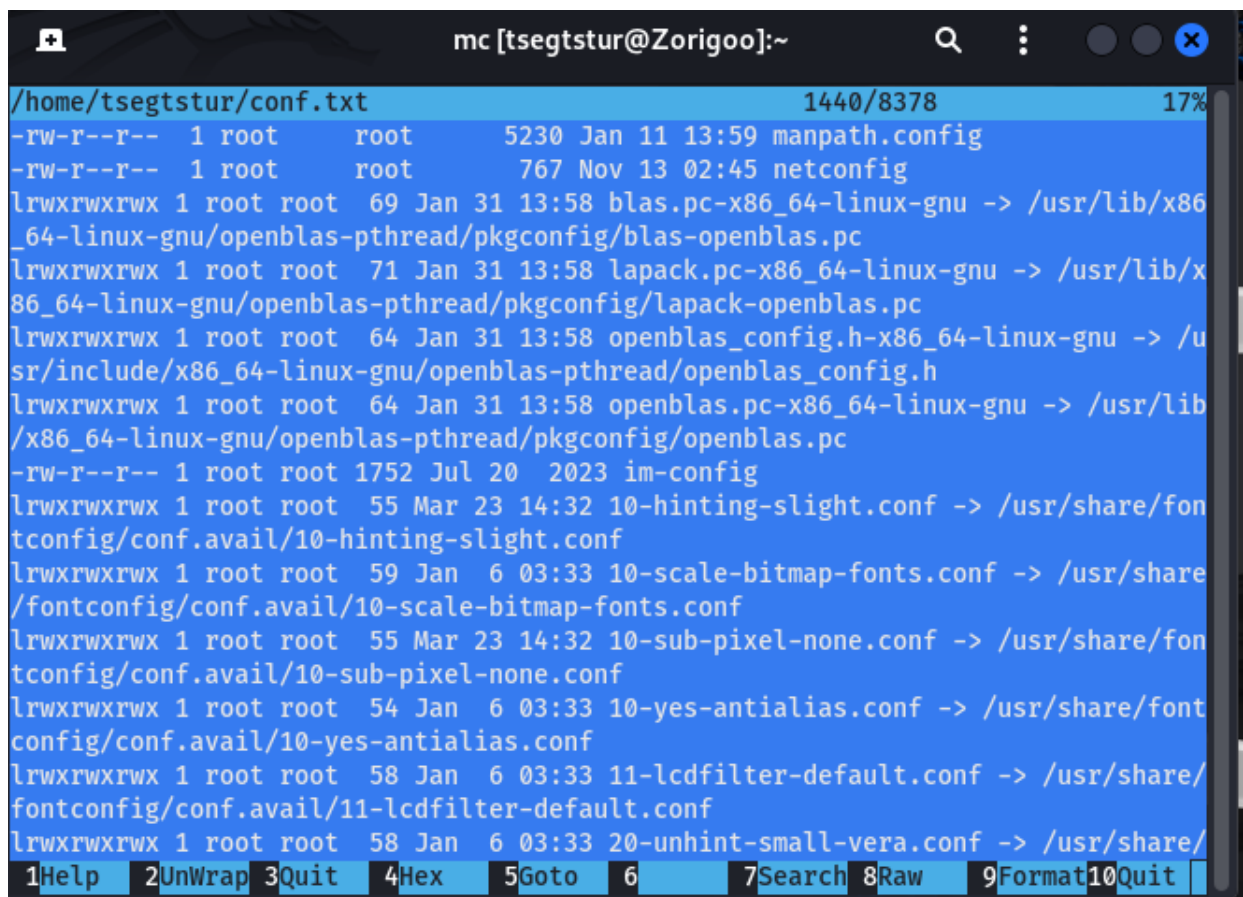 mc [tsegtstur@Zorigoo]:~
/home/tsegtstur/conf.txt 1440/8378 17%
-rw-r--r--  1 root     root      5230 Jan 11 13:59 manpath.config
-rw-r--r--  1 root     root       767 Nov 13 02:45 netconfig
lrwxrwxrwx 1 root root  69 Jan 31 13:58 blas.pc-x86_64-linux-gnu -> /usr/lib/x86
_64-linux-gnu/openblas-pthread/pkgconfig/blas-openblas.pc
lrwxrwxrwx 1 root root  71 Jan 31 13:58 lapack.pc-x86_64-linux-gnu -> /usr/lib/x
86_64-linux-gnu/openblas-pthread/pkgconfig/lapack-openblas.pc
lrwxrwxrwx 1 root root  64 Jan 31 13:58 openblas_config.h-x86_64-linux-gnu -> /u
sr/include/x86_64-linux-gnu/openblas-pthread/openblas_config.h
lrwxrwxrwx 1 root root  64 Jan 31 13:58 openblas.pc-x86_64-linux-gnu -> /usr/lib
/x86_64-linux-gnu/openblas-pthread/pkgconfig/openblas.pc
-rw-r--r-- 1 root root 1752 Jul 20  2023 im-config
lrwxrwxrwx 1 root root  55 Mar 23 14:32 10-hinting-slight.conf -> /usr/share/fon
tconfig/conf.avail/10-hinting-slight.conf
lrwxrwxrwx 1 root root  59 Jan  6 03:33 10-scale-bitmap-fonts.conf -> /usr/share
/fontconfig/conf.avail/10-scale-bitmap-fonts.conf
lrwxrwxrwx 1 root root  55 Mar 23 14:32 10-sub-pixel-none.conf -> /usr/share/fon
tconfig/conf.avail/10-sub-pixel-none.conf
lrwxrwxrwx 1 root root  54 Jan  6 03:33 10-yes-antialias.conf -> /usr/share/font
config/conf.avail/10-yes-antialias.conf
lrwxrwxrwx 1 root root  58 Jan  6 03:33 11-lcdfilter-default.conf -> /usr/share/
fontconfig/conf.avail/11-lcdfilter-default.conf
lrwxrwxrwx 1 root root  58 Jan  6 03:33 20-unhint-small-vera.conf -> /usr/share/
1Help 2UnWrap 3Quit 4Hex 5Goto 6 7Search 8Raw 9Format 10Quit